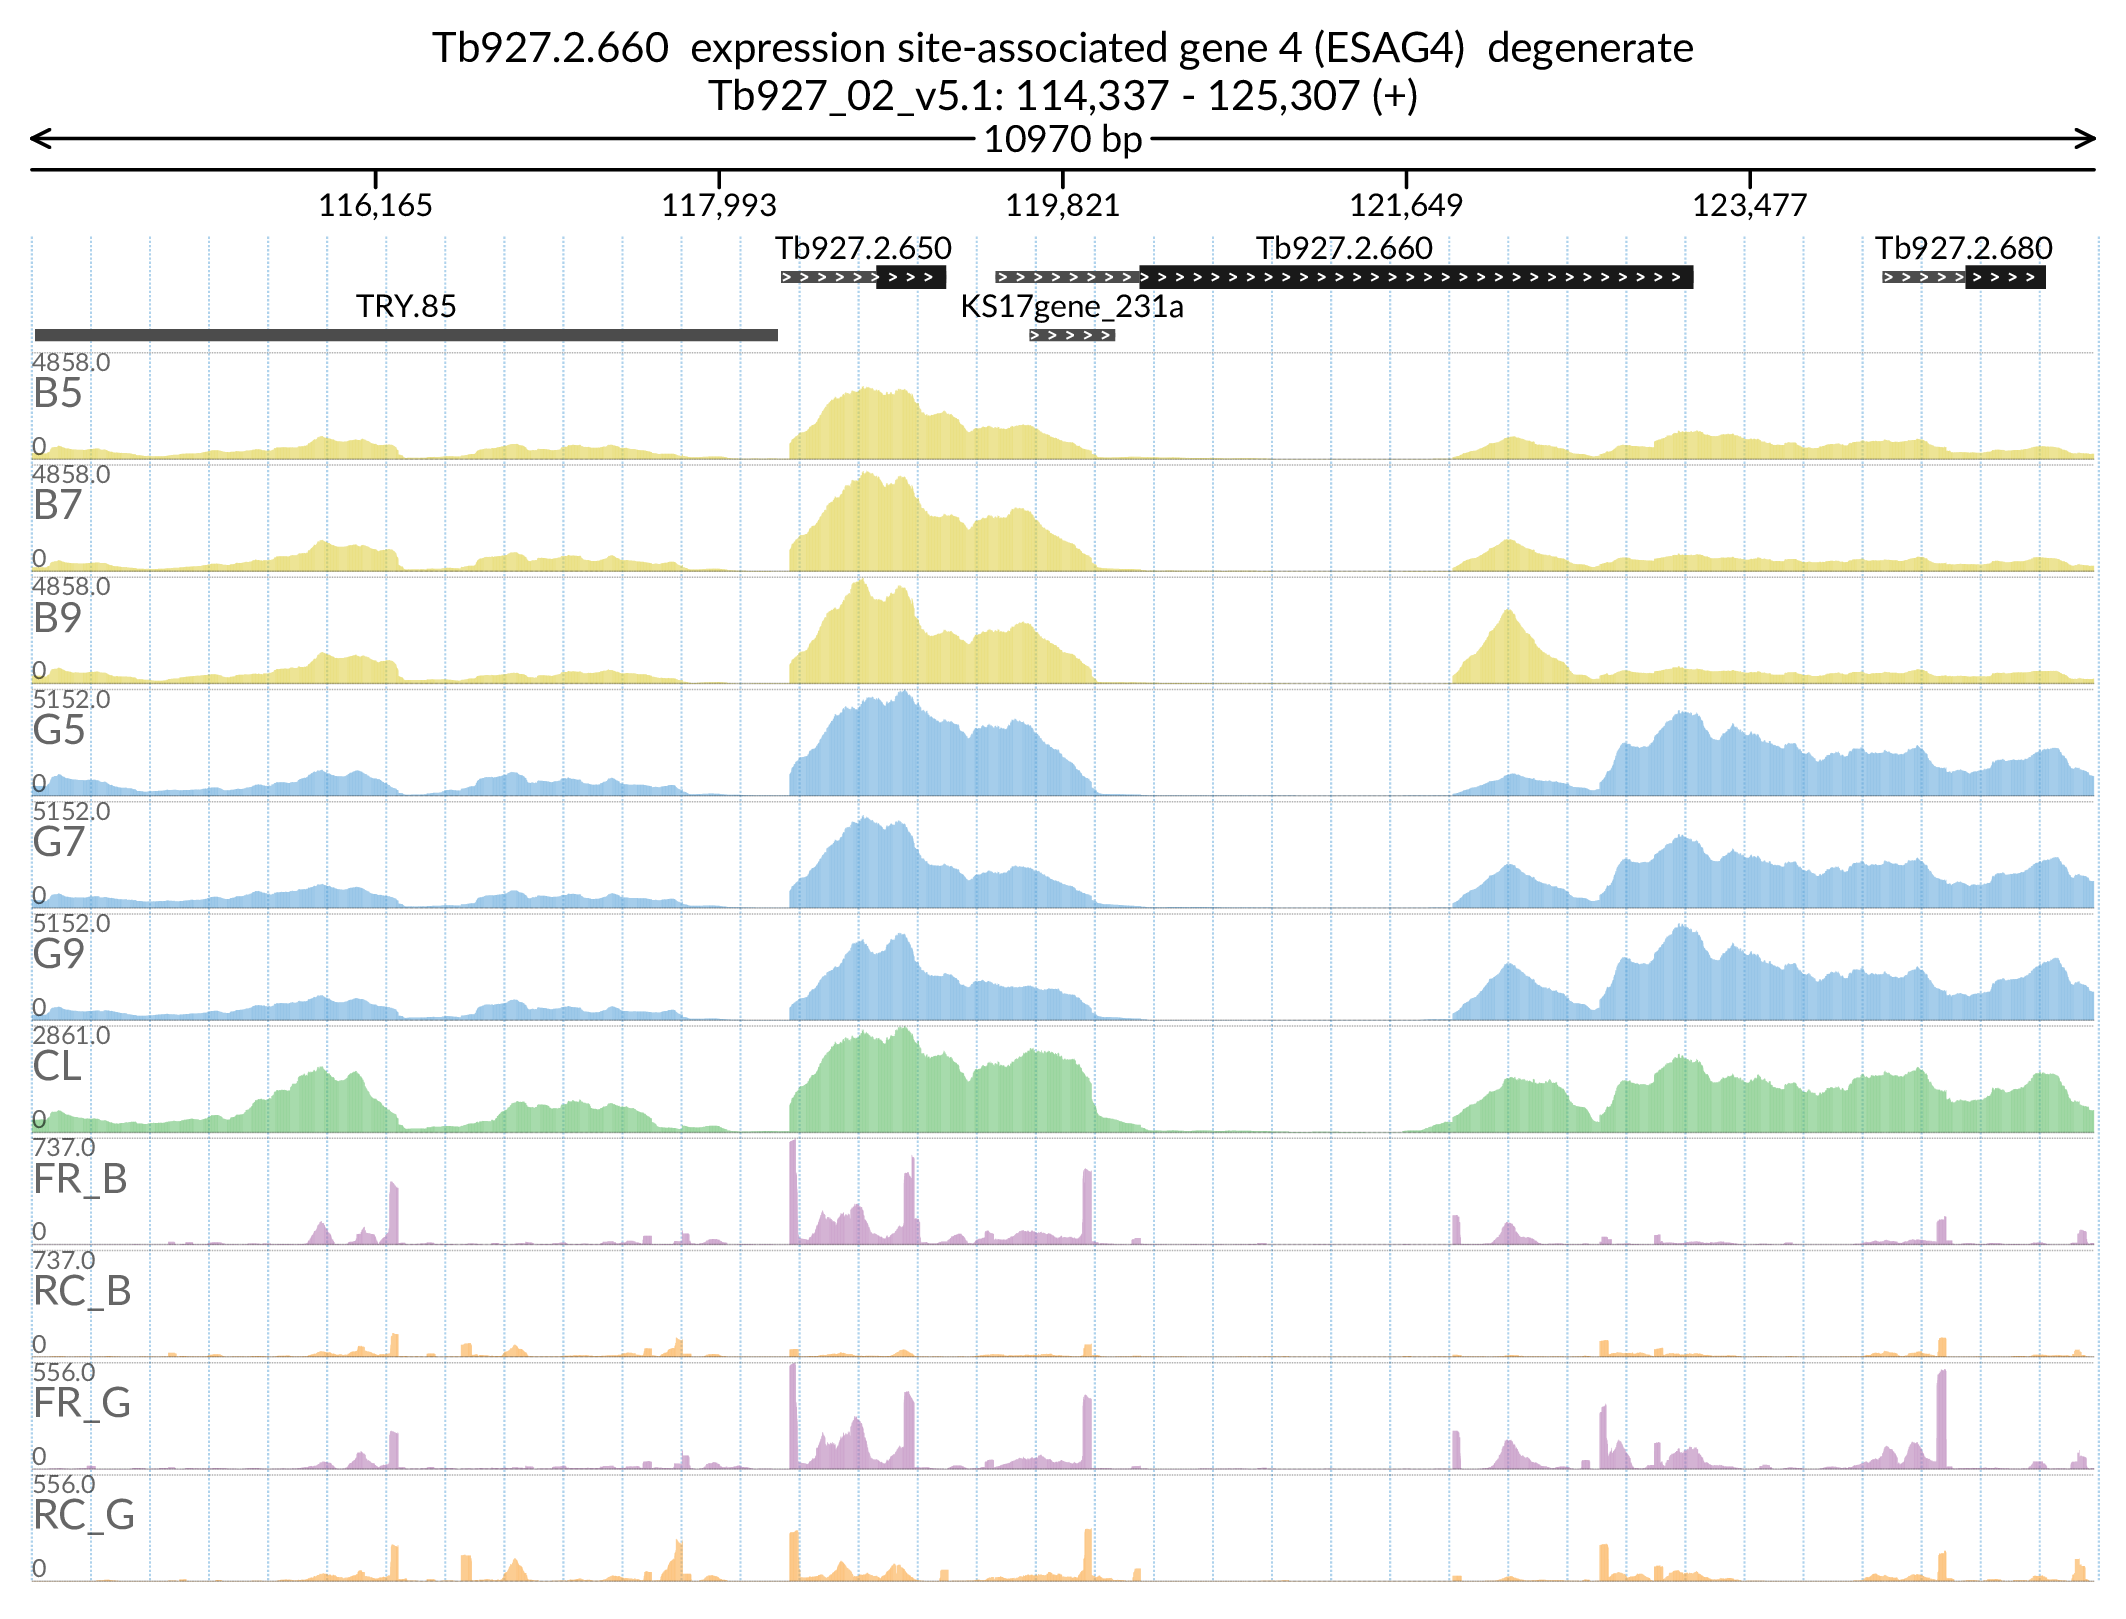 Tb927.2.660  expression site-associated gene 4 (ESAG4)  degenerate
Tb927_02_v5.1: 114,337 - 125,307 (+)
10970 bp
116,165 117,993 119,821 121,649 123,477
Tb927.2.650 Tb927.2.660 Tb927.2.680
TRY.85 KS17gene_231a
4858.0
B5
0
4858.0
B7
0
4858.0
B9
0
5152.0
G5
0
5152.0
G7
0
5152.0
G9
0
2861.0
CL
0
737.0
FR_B
0
737.0
RC_B
0
556.0
FR_G
0
556.0
RC_G
0